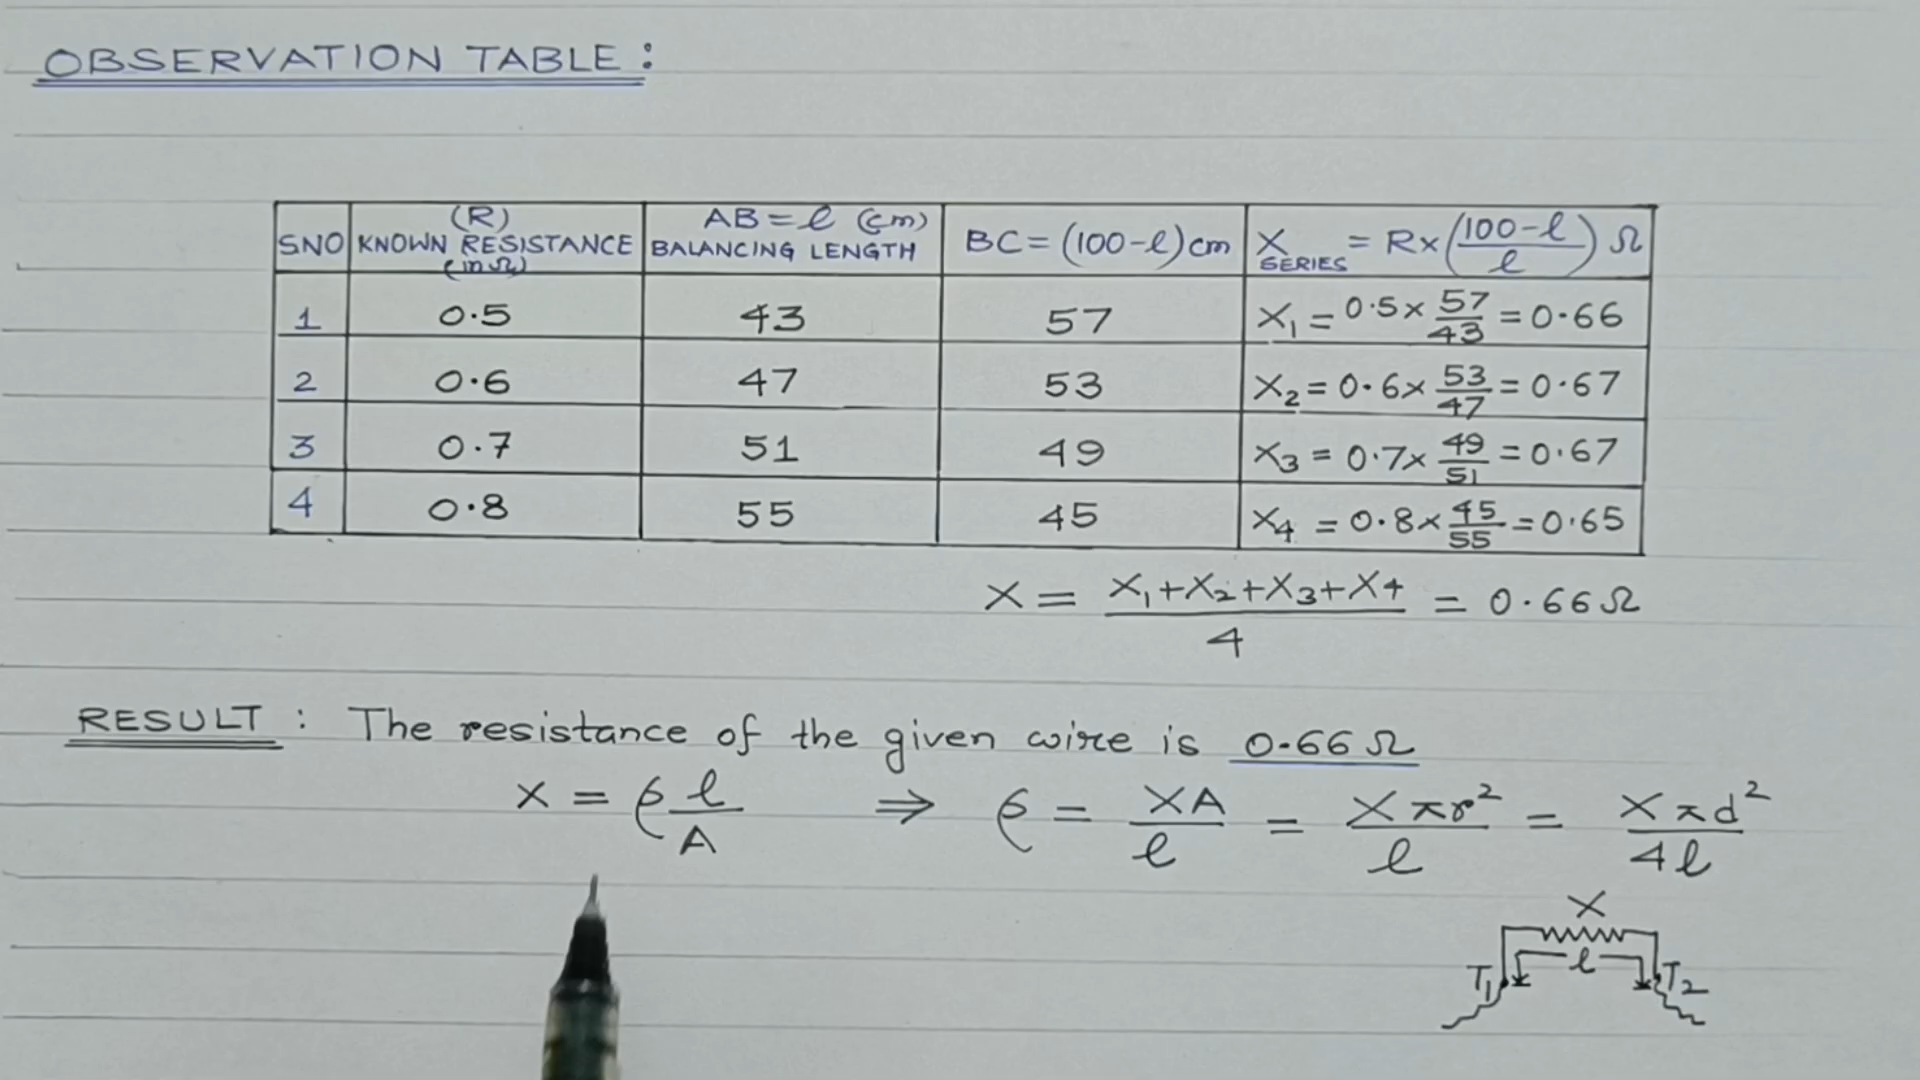 OBSERVATION TABLE :
SNO (R) KNOWN RESISTANCE (in Ω) AB = l (cm) BALANCING LENGTH BC = (100-l) cm X SERIES = R×(100-l / l) Ω
1 0.5 43 57 X₁ = 0.5 × 57/43 = 0.66
2 0.6 47 53 X₂ = 0.6 × 53/47 = 0.67
3 0.7 51 49 X₃ = 0.7 × 49/51 = 0.67
4 0.8 55 45 X₄ = 0.8 × 45/55 = 0.65
X = X₁+X₂+X₃+X₄ / 4 = 0.66 Ω
RESULT : The resistance of the given wire is 0.66 Ω
X = ρ l/A ⇒ ρ = XA/l = Xπr²/l = Xπd²/4l
X
l
T₁ T₂